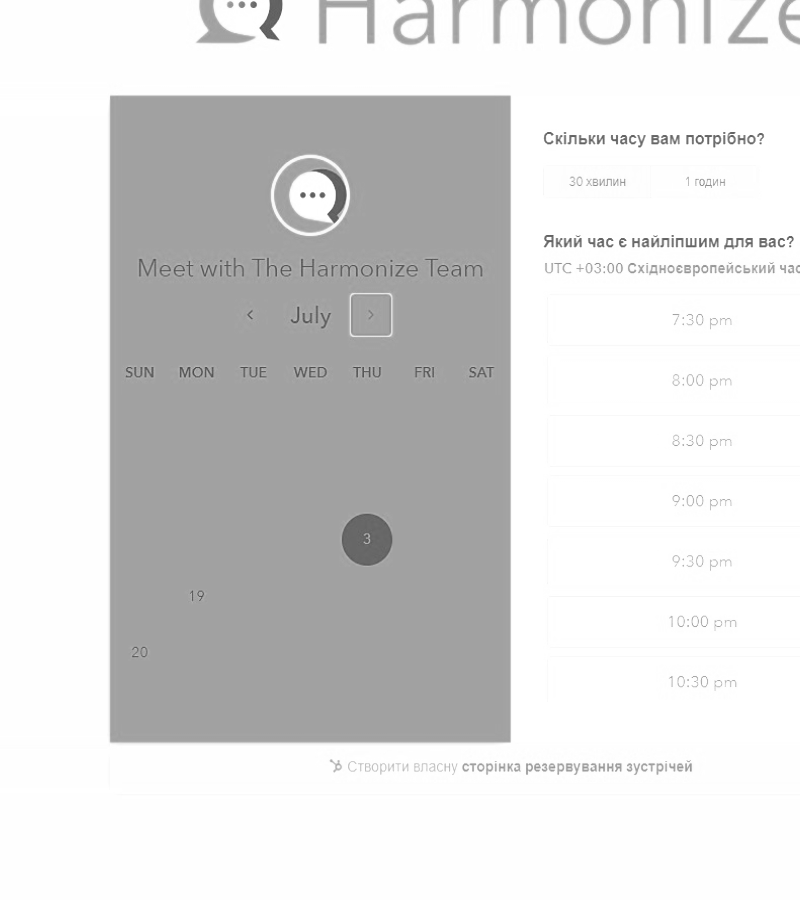 Harmonize
Meet with The Harmonize Team
July
SUN MON TUE WED THU FRI SAT
3
19
20
Скільки часу вам потрібно?
30 хвилин 1 годин
Який час є найліпшим для вас?
UTC +03:00 Східноєвропейський час
7:30 pm
8:00 pm
8:30 pm
9:00 pm
9:30 pm
10:00 pm
10:30 pm
Створити власну сторінка резервування зустрічей